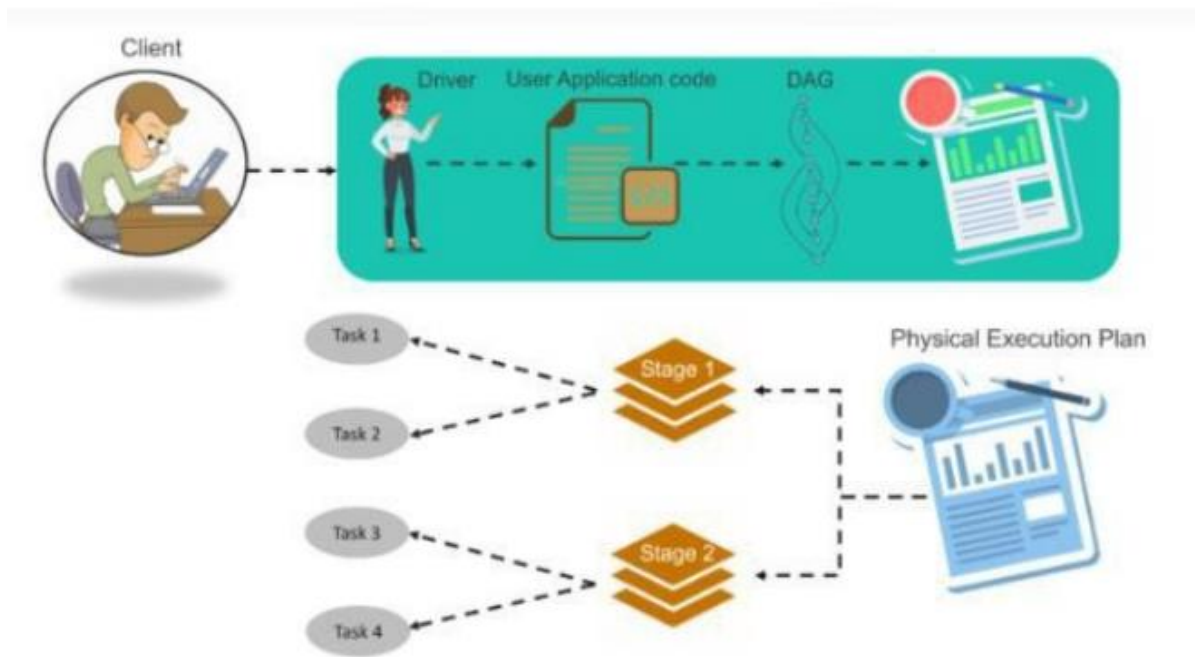 Client
Driver
User Application code
DAG
Physical Execution Plan
Task 1
Stage 1
Task 2
Task 3
Stage 2
Task 4